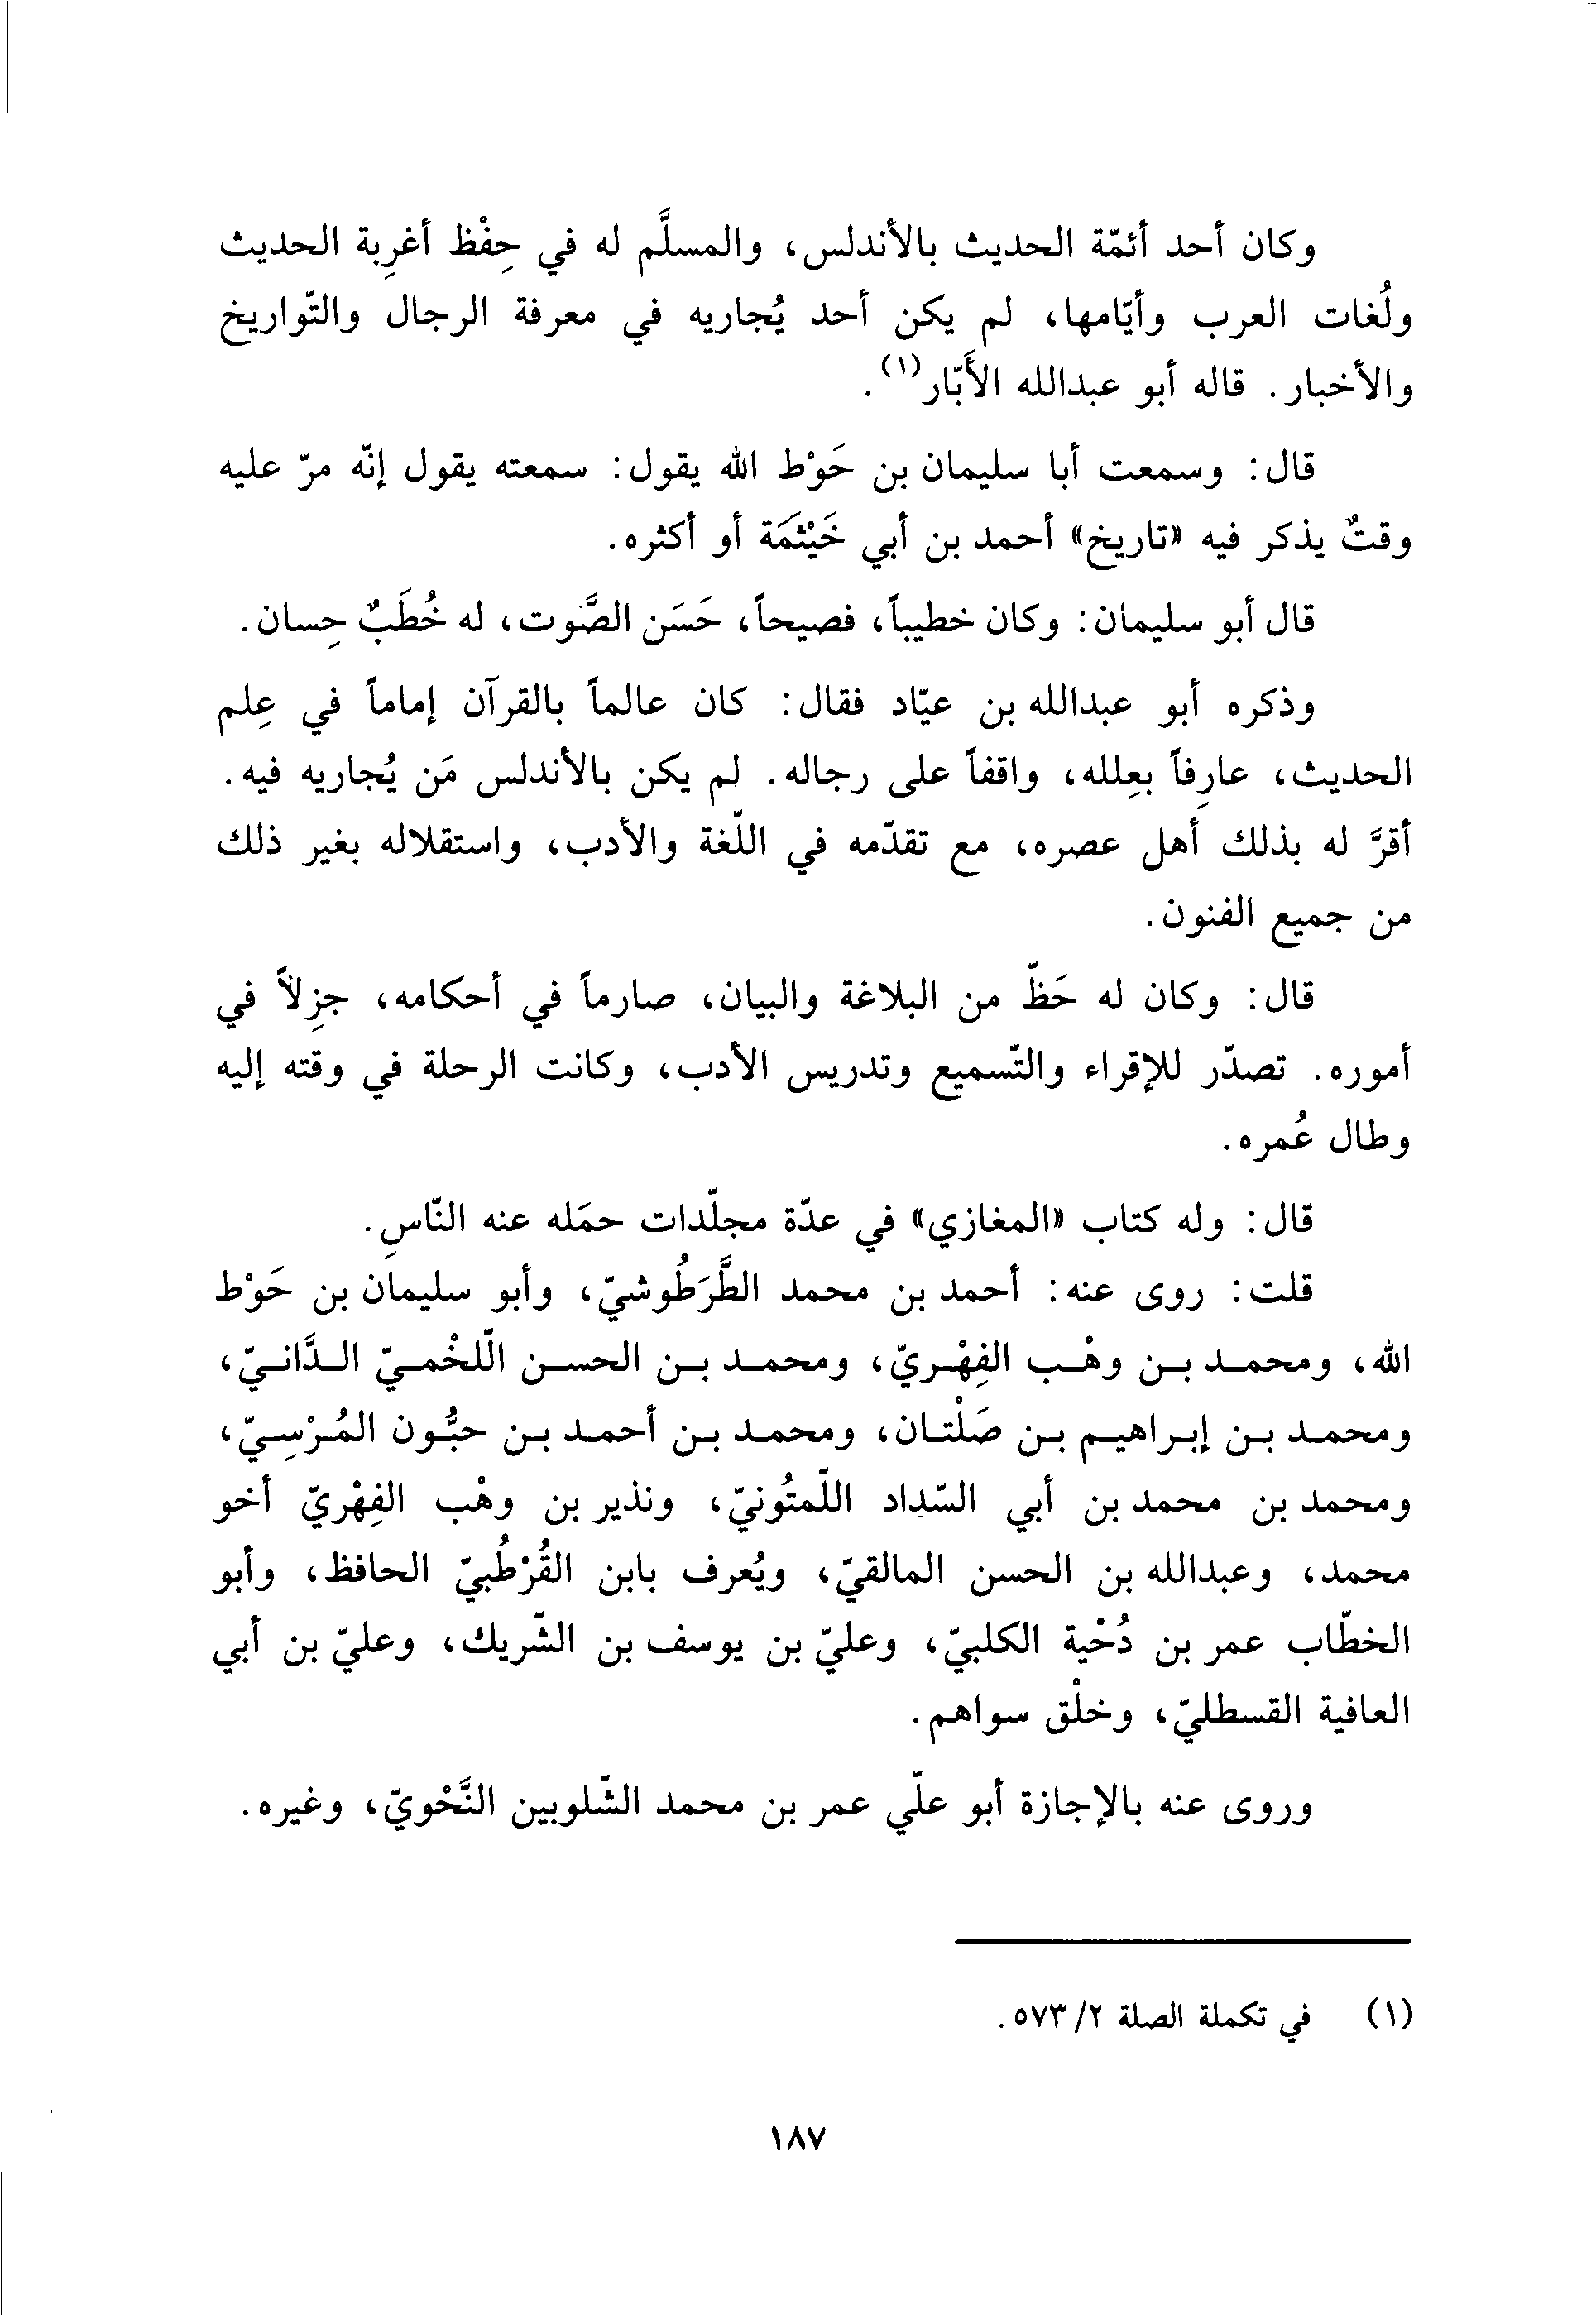 وكان أحد أئمّة الحديث بالأندلس، والمسلَّم له في حِفْظ أغرِبة الحديث
ولُغات العرب وأيّامها، لم يكن أحد يُجاريه في معرفة الرجال والتّواريخ
والأخبار. قاله أبو عبدالله الأَبّار(١).
قال: وسمعت أبا سليمان بن حَوْط الله يقول: سمعته يقول إنّه مرّ عليه
وقتٌ يذكر فيه «تاريخ» أحمد بن أبي خَيْثَمَة أو أكثره.
قال أبو سليمان: وكان خطيباً، فصيحاً، حَسَن الصَّوت، له خُطَبٌ حِسان.
وذكره أبو عبدالله بن عيّاد فقال: كان عالماً بالقرآن إماماً في عِلم
الحديث، عارِفاً بعِلله، واقفاً على رجاله. لم يكن بالأندلس مَن يُجاريه فيه.
أقرَّ له بذلك أهل عصره، مع تقدّمه في اللّغة والأدب، واستقلاله بغير ذلك
من جميع الفنون.
قال: وكان له حَظّ من البلاغة والبيان، صارماً في أحكامه، جزِلاً في
أموره. تصدّر للإقراء والتّسميع وتدريس الأدب، وكانت الرحلة في وقته إليه
وطال عُمره.
قال: وله كتاب «المغازي» في عدّة مجلّدات حمَله عنه النّاسِ.
قلت: روى عنه: أحمد بن محمد الطَّرَطُوشيّ، وأبو سليمان بن حَوْط
الله، ومحمد بن وهْب الفِهْريّ، ومحمد بن الحسن الّلخْميّ الدَّانيّ،
ومحمد بن إبراهيم بن صَلْتان، ومحمد بن أحمد بن حبُّون المُرْسِيّ،
ومحمد بن محمد بن أبي السّداد اللّمتُونيّ، ونذير بن وهْب الفِهْريّ أخو
محمد، وعبدالله بن الحسن المالقيّ، ويُعرف بابن القُرْطُبيّ الحافظ، وأبو
الخطّاب عمر بن دُحْية الكلبيّ، وعليّ بن يوسف بن الشّريك، وعليّ بن أبي
العافية القسطليّ، وخلْق سواهم.
وروى عنه بالإجازة أبو علّي عمر بن محمد الشّلوبين النَّحْويّ، وغيره.
(١) في تكملة الصلة ٢/ ٥٧٣.
١٨٧